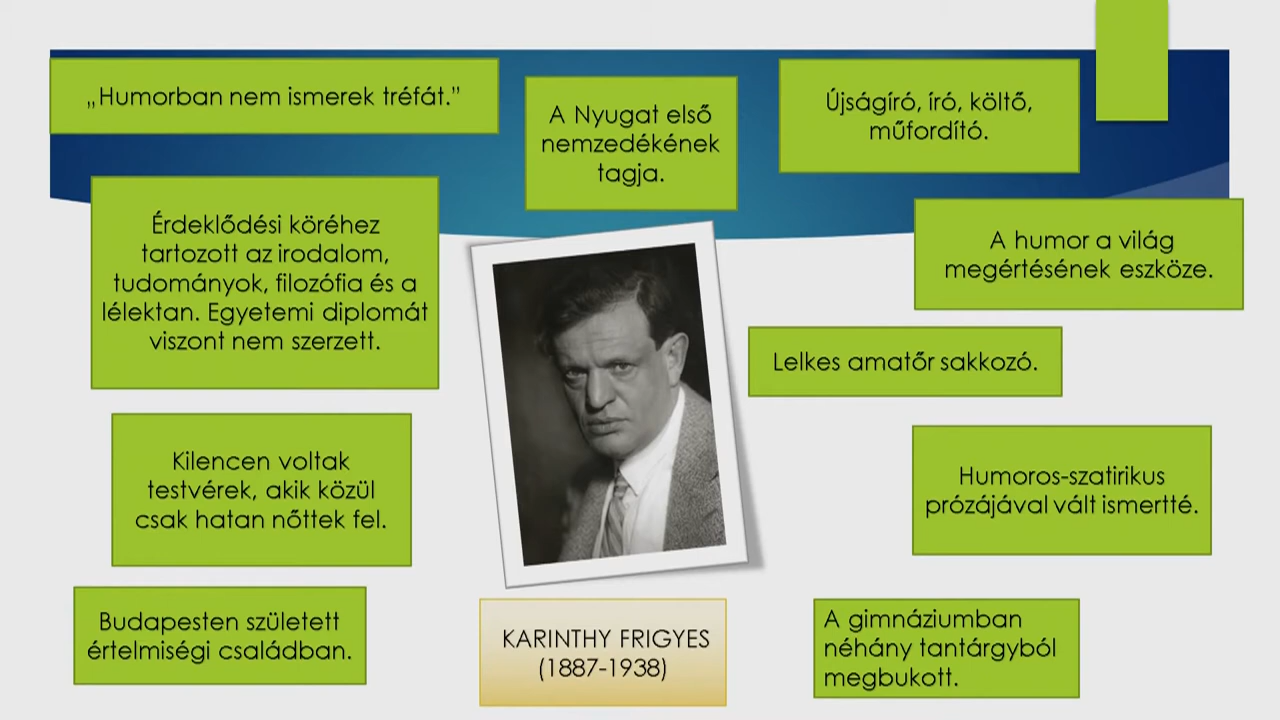 „Humorban nem ismerek tréfát.”
A Nyugat első
nemzedékének
tagja.
Újságíró, író, költő,
műfordító.
Érdeklődési köréhez
tartozott az irodalom,
tudományok, filozófia és a
lélektan. Egyetemi diplomát
viszont nem szerzett.
A humor a világ
megértésének eszköze.
Lelkes amatőr sakkozó.
Kilencen voltak
testvérek, akik közül
csak hatan nőttek fel.
Humoros-szatirikus
prózájával vált ismertté.
Budapesten született
értelmiségi családban.
KARINTHY FRIGYES
(1887-1938)
A gimnáziumban
néhány tantárgyból
megbukott.